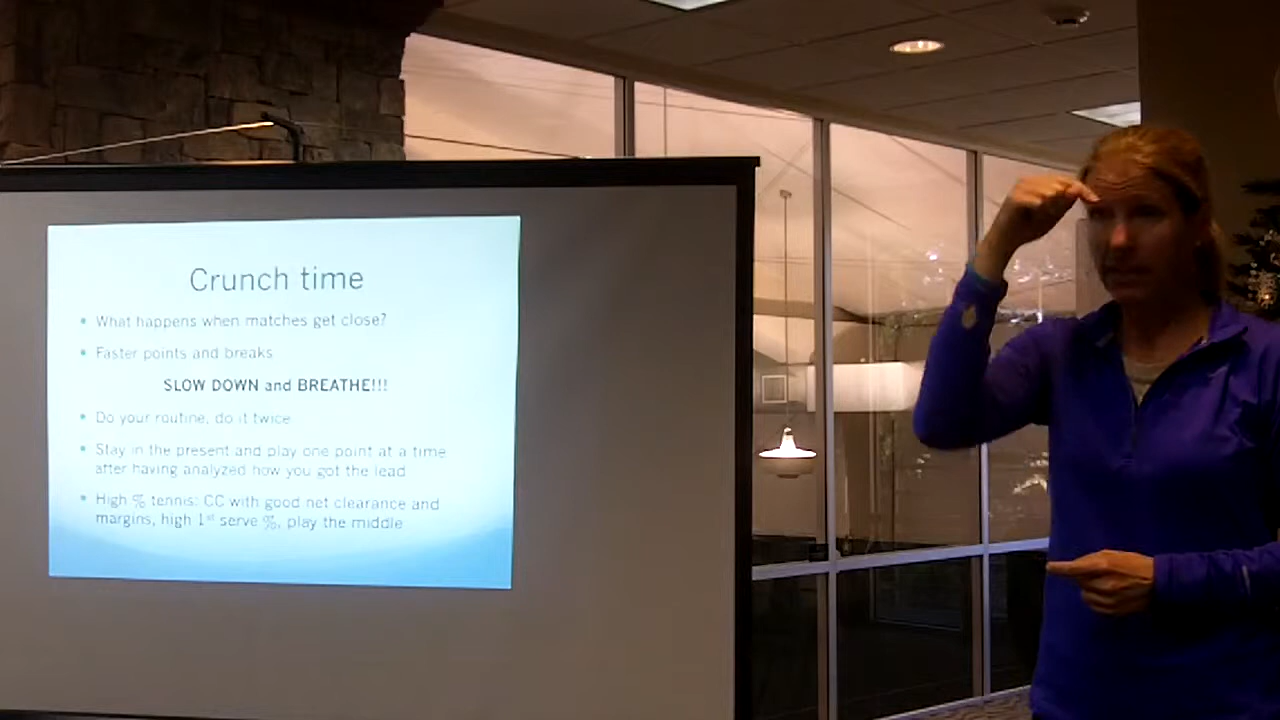 Crunch time
• What happens when matches get close?
• Faster points and breaks
SLOW DOWN and BREATHE!!!
• Do your routine, do it twice
• Stay in the present and play one point at a time
after having analyzed how you got the lead
• High % tennis: CC with good net clearance and
margins, high 1st serve %, play the middle